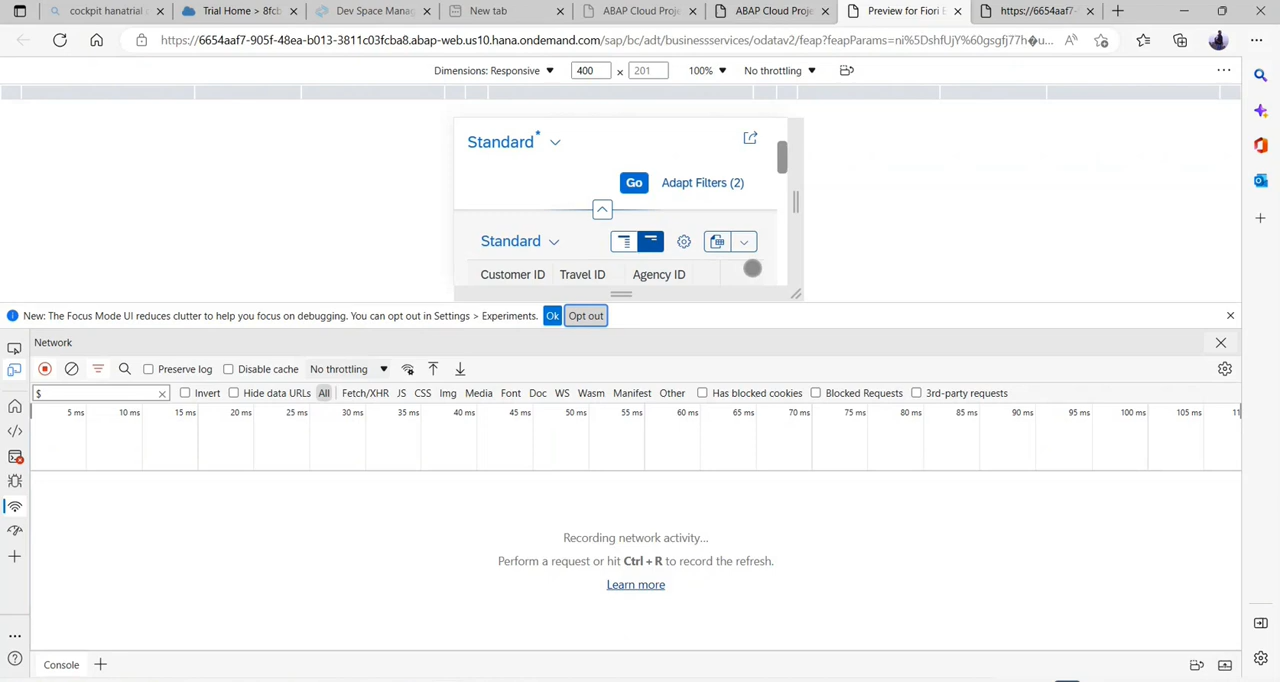 cockpit hanatrial
Trial Home > 8fcb
Dev Space Mana
New tab
ABAP Cloud Proje
ABAP Cloud Proje
Preview for Fiori E
https://6654aaf7-
https://6654aaf7-905f-48ea-b013-3811c03fcba8.abap-web.us10.hana.ondemand.com/sap/bc/adt/businessservices/odatav2/feap?feapParams=ni%5DshfUjY%60gsgfj77h�u...
Dimensions: Responsive 400 × 201 100% No throttling
Standard*
Go Adapt Filters (2)
Standard
Customer ID Travel ID Agency ID
New: The Focus Mode UI reduces clutter to help you focus on debugging. You can opt out in Settings > Experiments. Ok Opt out
Network
Preserve log Disable cache No throttling
$ Invert Hide data URLs All Fetch/XHR JS CSS Img Media Font Doc WS Wasm Manifest Other Has blocked cookies Blocked Requests 3rd-party requests
5 ms 10 ms 15 ms 20 ms 25 ms 30 ms 35 ms 40 ms 45 ms 50 ms 55 ms 60 ms 65 ms 70 ms 75 ms 80 ms 85 ms 90 ms 95 ms 100 ms 105 ms 11
Recording network activity...
Perform a request or hit Ctrl + R to record the refresh.
Learn more
Console